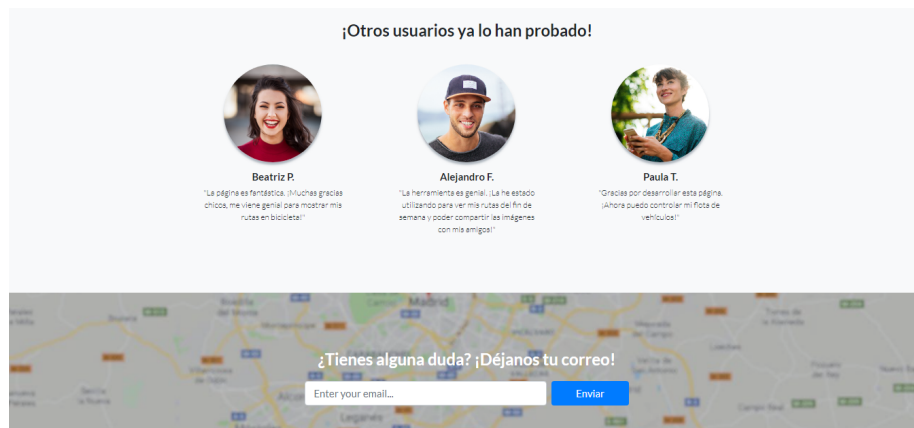 ¡Otros usuarios ya lo han probado!
Beatriz P.
"La página es fantástica. ¡Muchas gracias
chicos, me viene genial para mostrar mis
rutas en bicicleta!"
Alejandro F.
"La herramienta es genial. ¡La he estado
utilizando para ver mis rutas del fin de
semana y poder compartir las imágenes
con mis amigos!"
Paula T.
"Gracias por desarrollar esta página.
¡Ahora puedo controlar mi flota de
vehículos!"
Madrid
¿Tienes alguna duda? ¡Déjanos tu correo!
Enter your email...
Enviar
Leganés